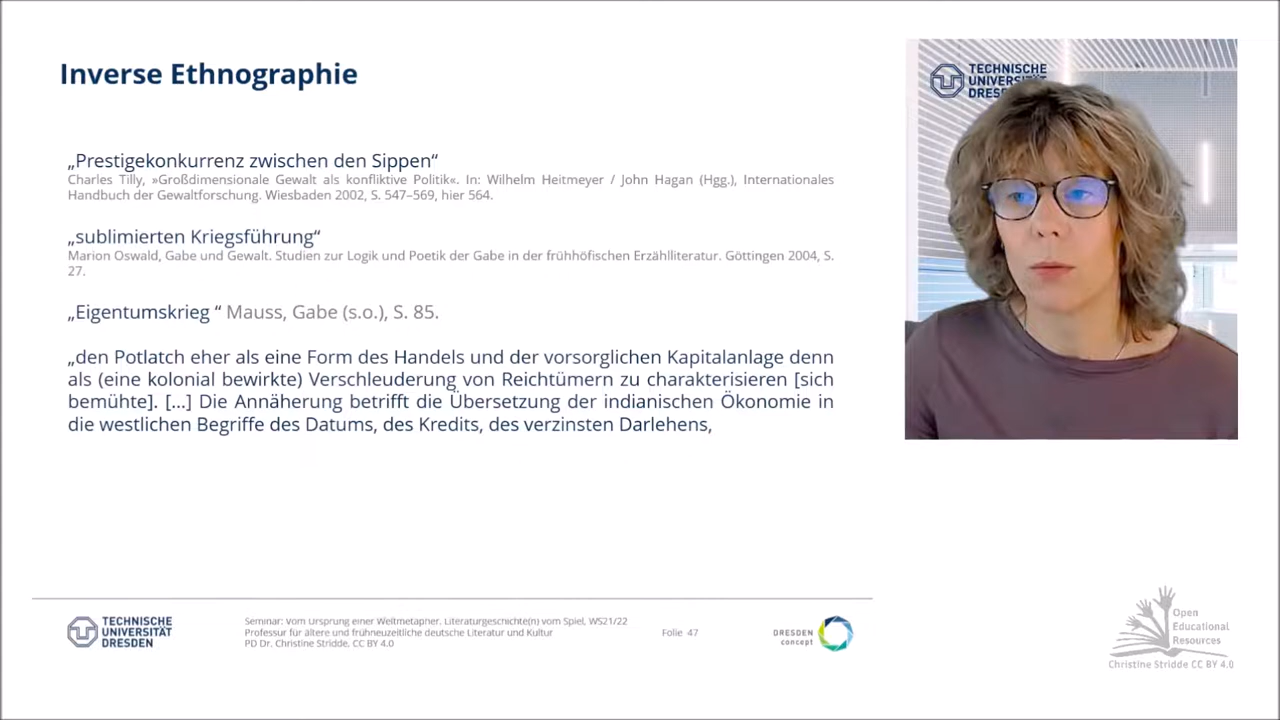 Inverse Ethnographie
„Prestigekonkurrenz zwischen den Sippen“
Charles Tilly, »Großdimensionale Gewalt als konfliktive Politik«. In: Wilhelm Heitmeyer / John Hagan (Hgg.), Internationales
Handbuch der Gewaltforschung. Wiesbaden 2002, S. 547–569, hier 564.
„sublimierten Kriegsführung“
Marion Oswald, Gabe und Gewalt. Studien zur Logik und Poetik der Gabe in der frühhöfischen Erzählliteratur. Göttingen 2004, S.
27.
„Eigentumskrieg “ Mauss, Gabe (s.o.), S. 85.
„den Potlatch eher als eine Form des Handels und der vorsorglichen Kapitalanlage denn
als (eine kolonial bewirkte) Verschleuderung von Reichtümern zu charakterisieren [sich
bemühte]. [...] Die Annäherung betrifft die Übersetzung der indianischen Ökonomie in
die westlichen Begriffe des Datums, des Kredits, des verzinsten Darlehens,
TECHNISCHE
UNIVERSITÄT
DRESDEN
Seminar: Vom Ursprung einer Weltmetapher. Literaturgeschichte(n) vom Spiel, WS21/22
Professur für ältere und frühneuzeitliche deutsche Literatur und Kultur
PD Dr. Christine Stridde, CC BY 4.0
Folie 47
DRESDEN
concept
TECHNISCHE
UNIVERSITÄT
DRES
Open
Educational
Resources
Christine Stridde CC BY 4.0